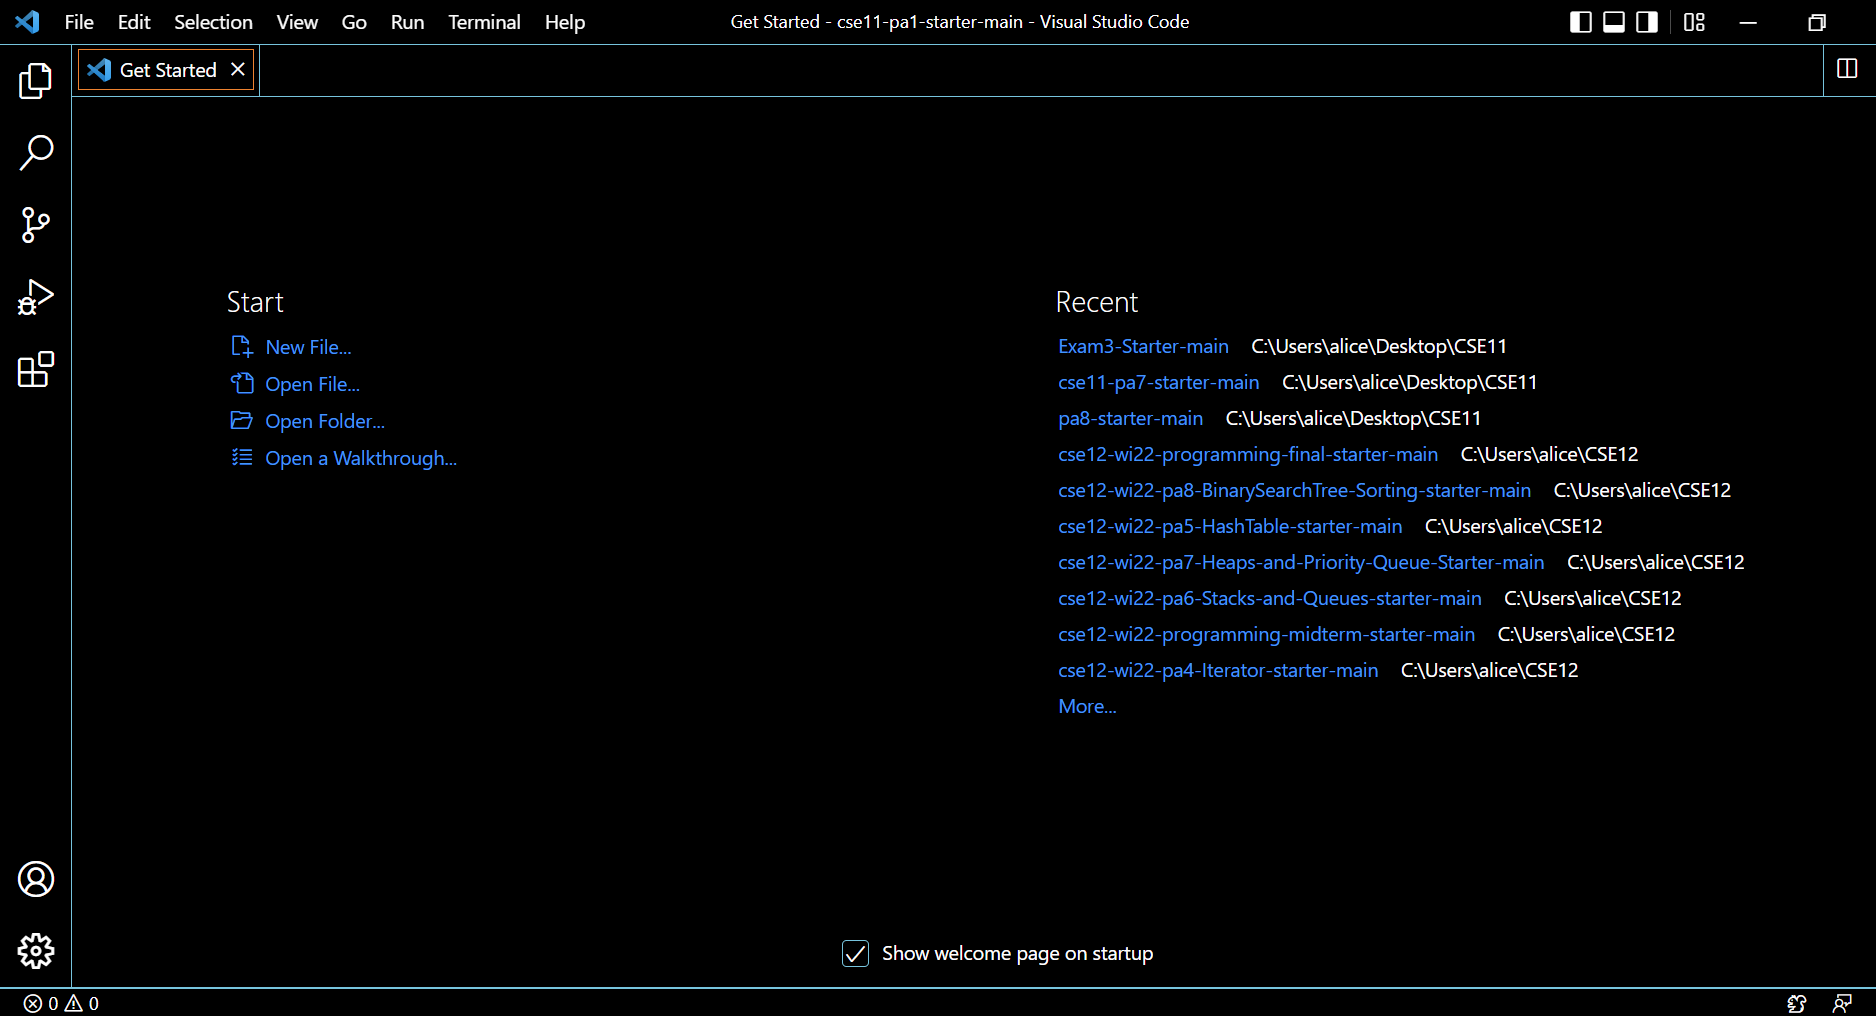 File Edit Selection View Go Run Terminal Help Get Started - cse11-pa1-starter-main - Visual Studio Code
Get Started
Start
New File...
Open File...
Open Folder...
Open a Walkthrough...
Recent
Exam3-Starter-main C:\Users\alice\Desktop\CSE11
cse11-pa7-starter-main C:\Users\alice\Desktop\CSE11
pa8-starter-main C:\Users\alice\Desktop\CSE11
cse12-wi22-programming-final-starter-main C:\Users\alice\CSE12
cse12-wi22-pa8-BinarySearchTree-Sorting-starter-main C:\Users\alice\CSE12
cse12-wi22-pa5-HashTable-starter-main C:\Users\alice\CSE12
cse12-wi22-pa7-Heaps-and-Priority-Queue-Starter-main C:\Users\alice\CSE12
cse12-wi22-pa6-Stacks-and-Queues-starter-main C:\Users\alice\CSE12
cse12-wi22-programming-midterm-starter-main C:\Users\alice\CSE12
cse12-wi22-pa4-Iterator-starter-main C:\Users\alice\CSE12
More...
Show welcome page on startup
0 0